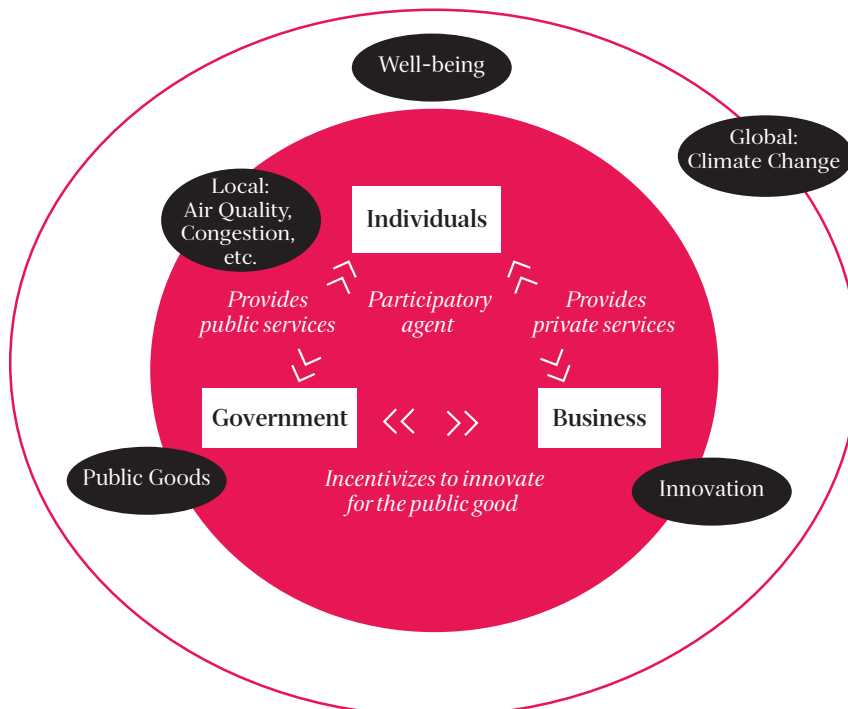 Well-being
Global:
Climate Change
Local:
Air Quality,
Congestion,
etc.
Individuals
Provides
public services
Participatory
agent
Provides
private services
Government
Business
Public Goods
Incentivizes to innovate
for the public good
Innovation